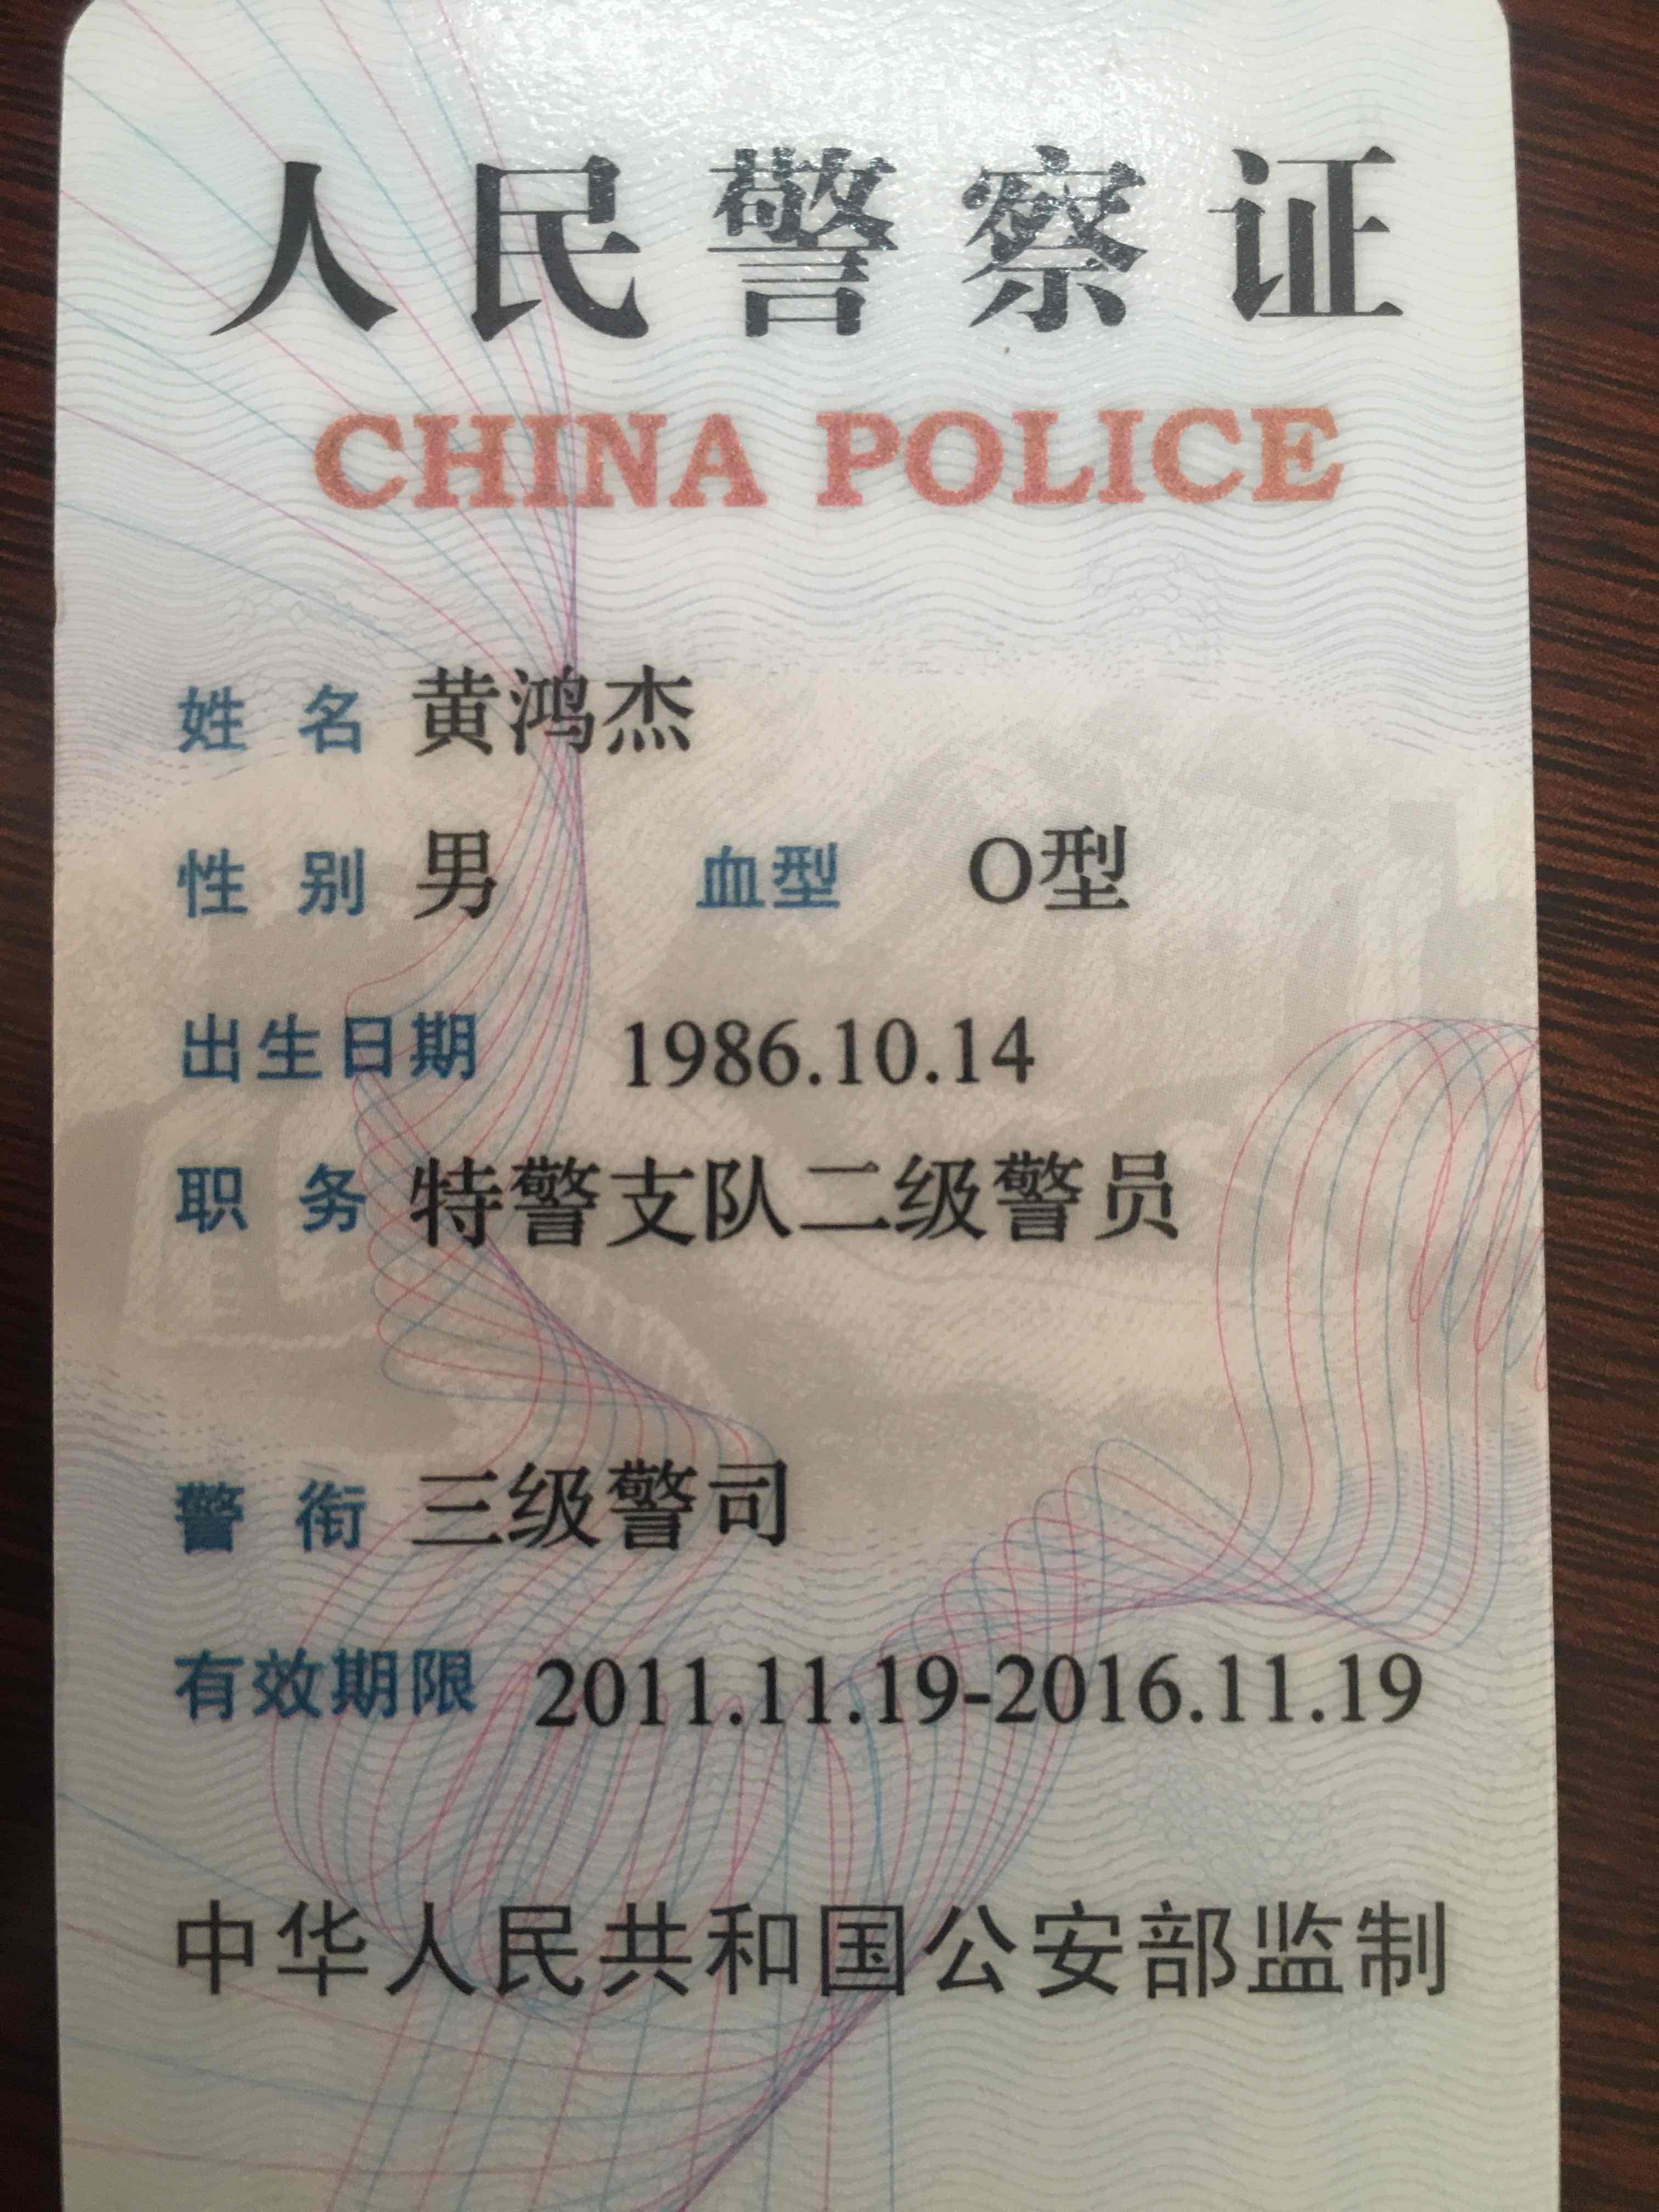 人民警察证
CHINA POLICE
姓名 黄鸿杰
性别 男 血型 O型
出生日期 1986.10.14
职务 特警支队二级警员
警衔 三级警司
有效期限 2011.11.19-2016.11.19
中华人民共和国公安部监制